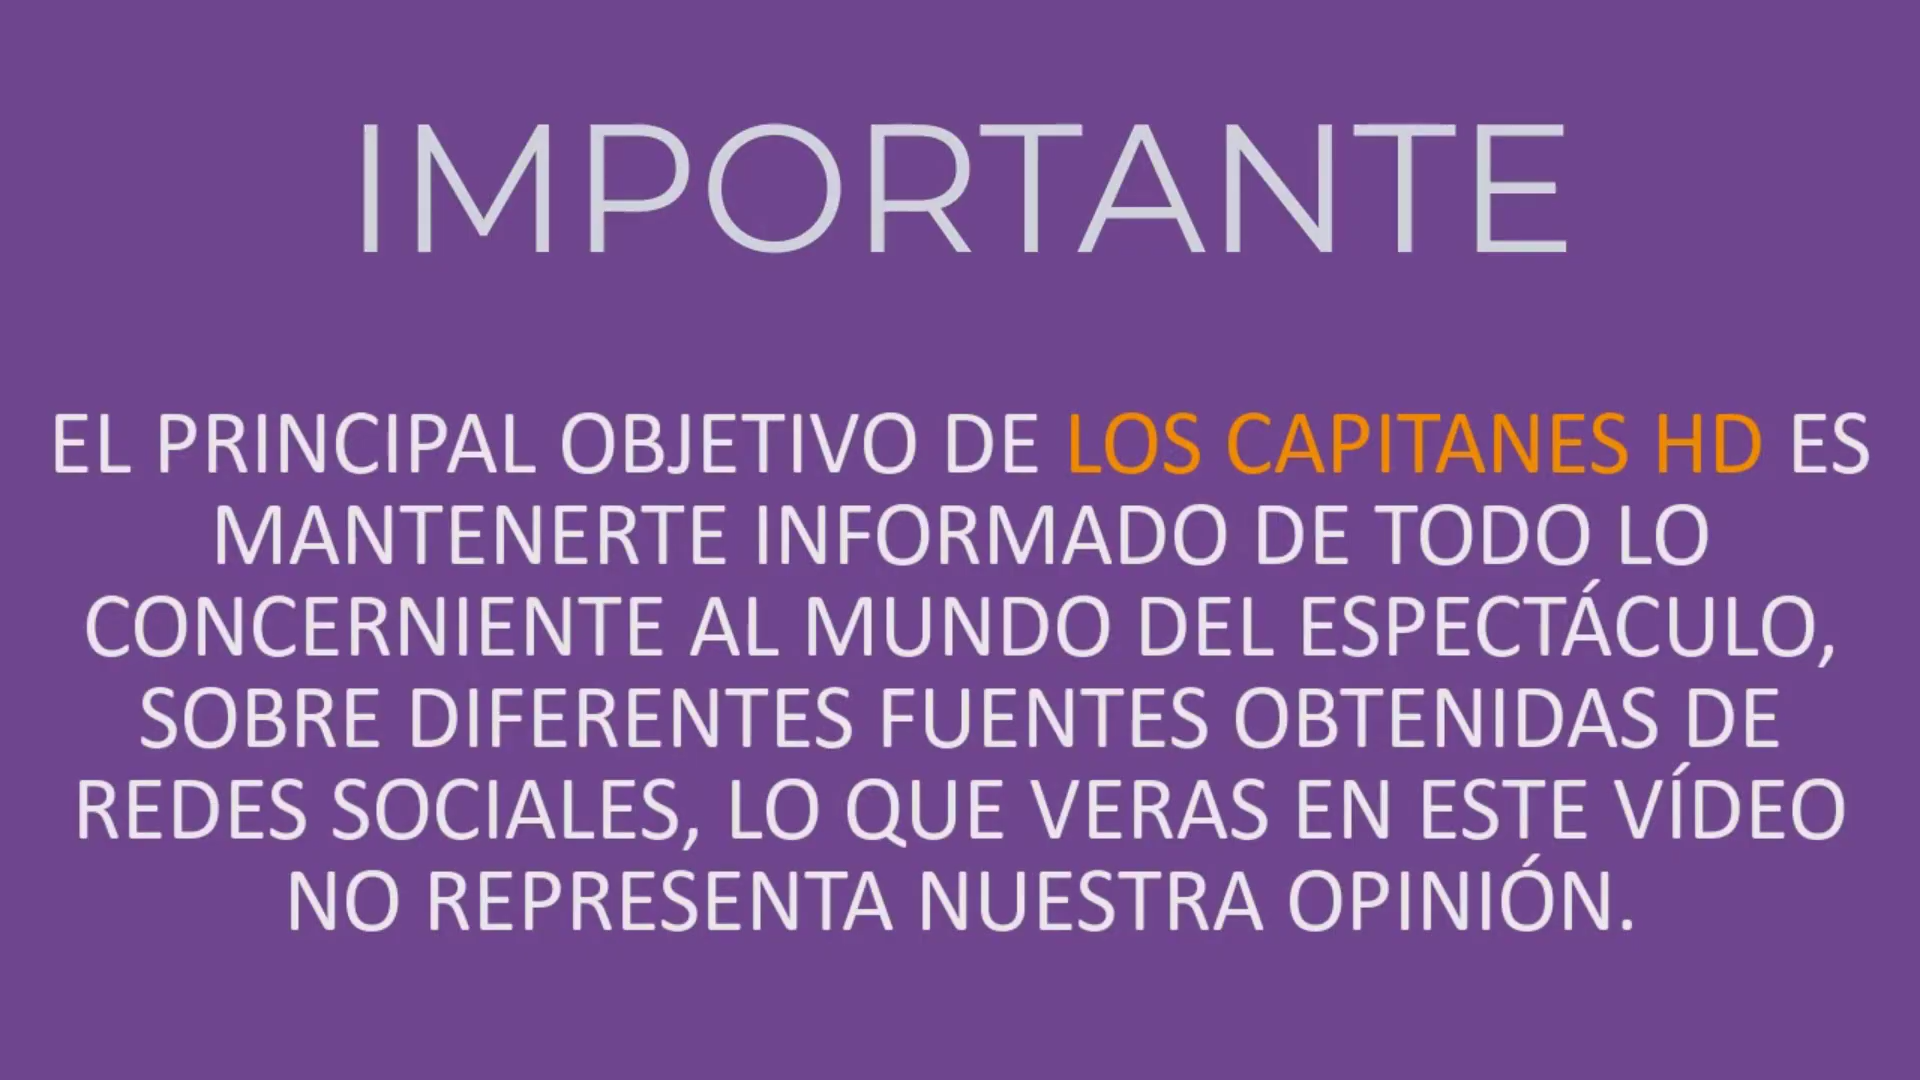 IMPORTANTE
EL PRINCIPAL OBJETIVO DE LOS CAPITANES HD ES
MANTENERTE INFORMADO DE TODO LO
CONCERNIENTE AL MUNDO DEL ESPECTÁCULO,
SOBRE DIFERENTES FUENTES OBTENIDAS DE
REDES SOCIALES, LO QUE VERAS EN ESTE VÍDEO
NO REPRESENTA NUESTRA OPINIÓN.